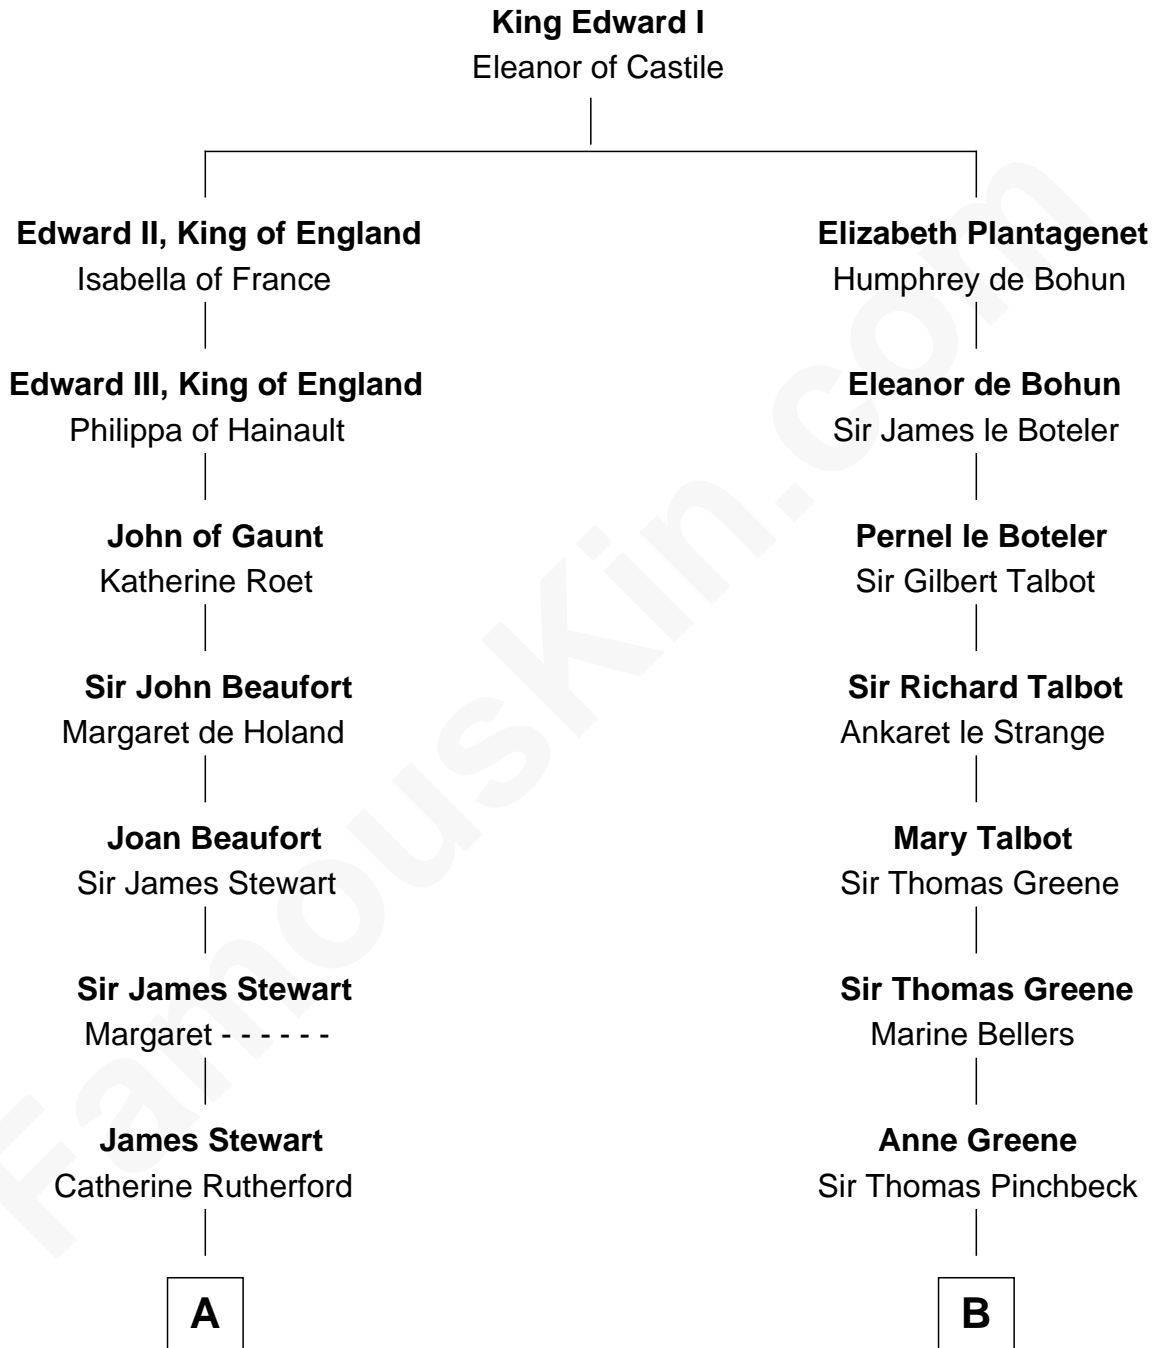 King Edward I
Eleanor of Castile
Edward II, King of England
Isabella of France
Elizabeth Plantagenet
Humphrey de Bohun
Edward III, King of England
Philippa of Hainault
Eleanor de Bohun
Sir James le Boteler
John of Gaunt
Katherine Roet
Pernel le Boteler
Sir Gilbert Talbot
Sir John Beaufort
Margaret de Holand
Sir Richard Talbot
Ankaret le Strange
Joan Beaufort
Sir James Stewart
Mary Talbot
Sir Thomas Greene
Sir James Stewart
Margaret - - - - - -
Sir Thomas Greene
Marine Bellers
James Stewart
Catherine Rutherford
Anne Greene
Sir Thomas Pinchbeck
A
B
FamousKin.com